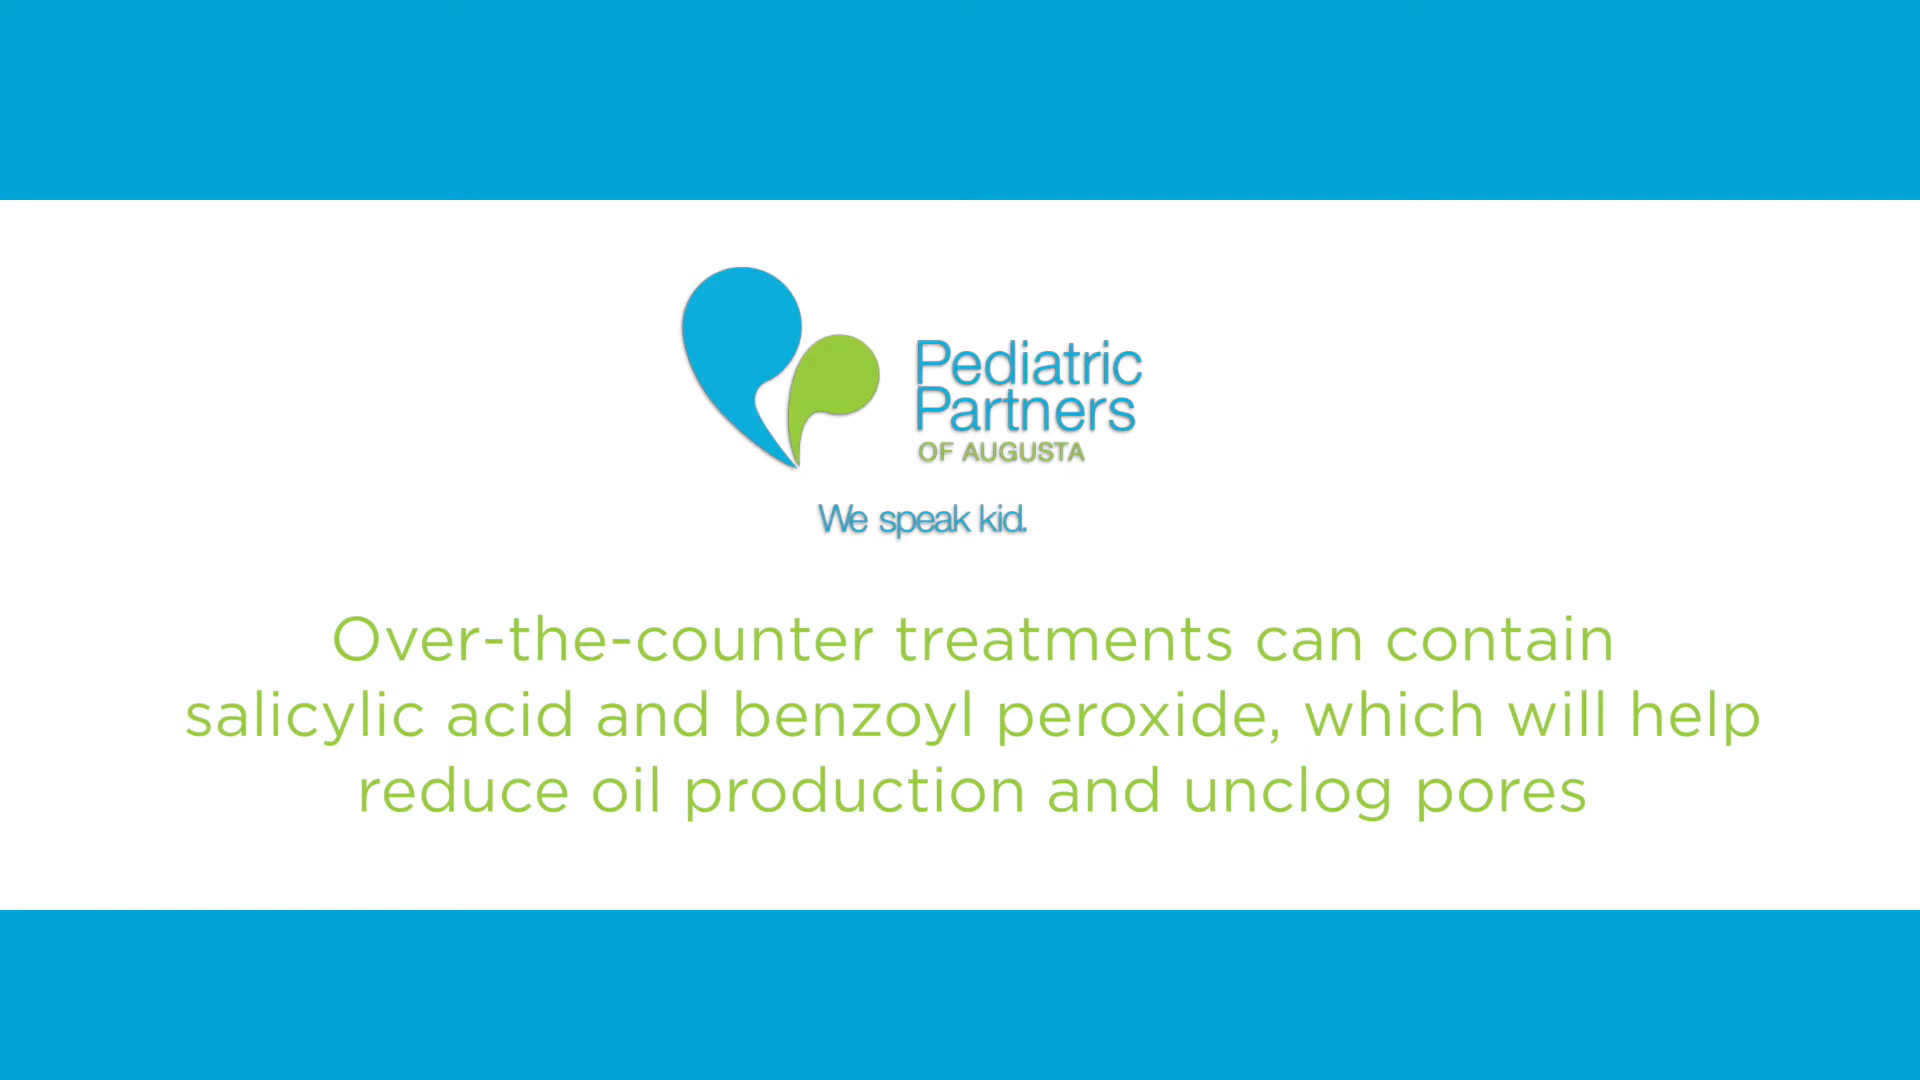 Pediatric
Partners
OF AUGUSTA
We speak kid.
Over-the-counter treatments can contain
salicylic acid and benzoyl peroxide, which will help
reduce oil production and unclog pores